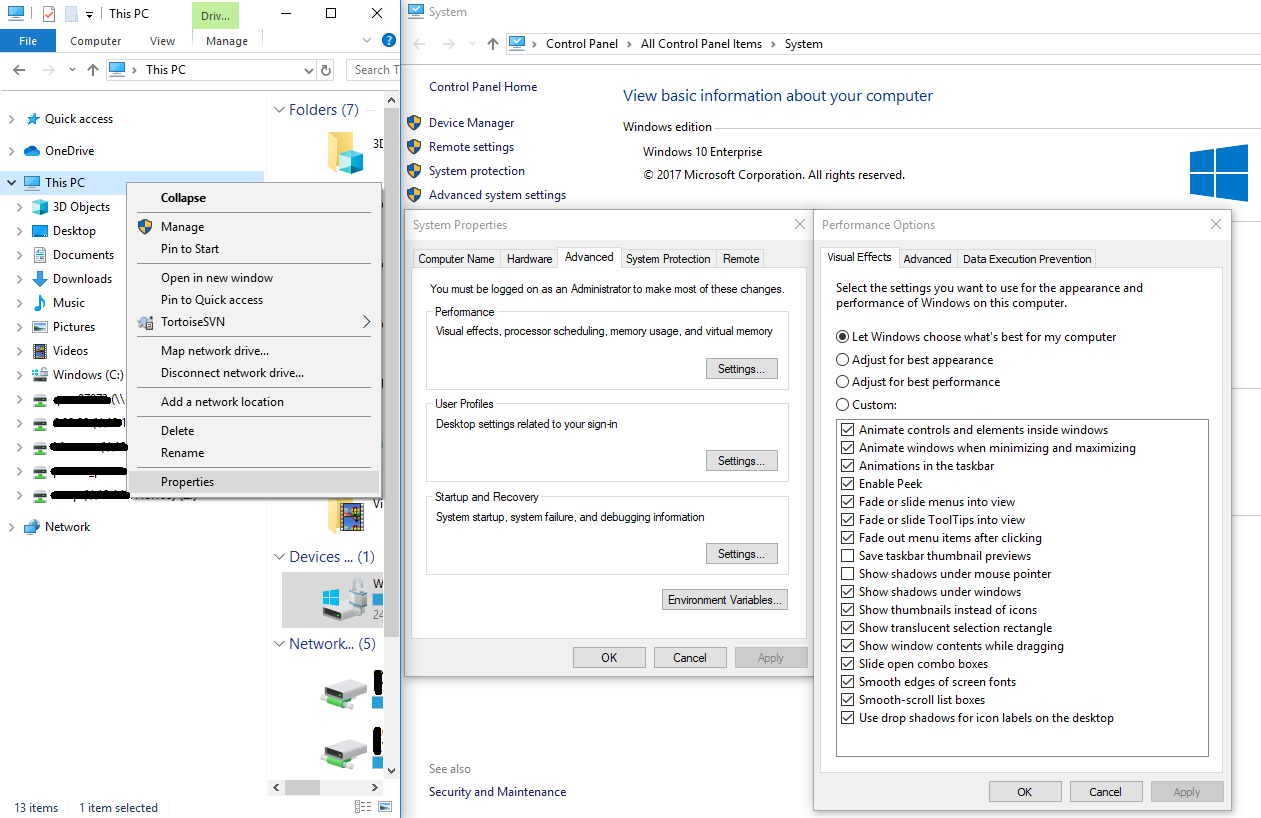 This PC
Driv...
File
Computer
View
Manage
This PC
Search T
Quick access
OneDrive
This PC
3D Objects
Desktop
Documents
Downloads
Music
Pictures
Videos
Windows (C:)
Network
Folders (7)
3D
Devices ... (1)
W
24
Network... (5)
13 items
1 item selected
Collapse
Manage
Pin to Start
Open in new window
Pin to Quick access
TortoiseSVN
Map network drive...
Disconnect network drive...
Add a network location
Delete
Rename
Properties
Vi
System
Control Panel
All Control Panel Items
System
Control Panel Home
Device Manager
Remote settings
System protection
Advanced system settings
View basic information about your computer
Windows edition
Windows 10 Enterprise
© 2017 Microsoft Corporation. All rights reserved.
System Properties
Computer Name
Hardware
Advanced
System Protection
Remote
You must be logged on as an Administrator to make most of these changes.
Performance
Visual effects, processor scheduling, memory usage, and virtual memory
Settings...
User Profiles
Desktop settings related to your sign-in
Settings...
Startup and Recovery
System startup, system failure, and debugging information
Settings...
Environment Variables...
OK
Cancel
Apply
See also
Security and Maintenance
Performance Options
Visual Effects
Advanced
Data Execution Prevention
Select the settings you want to use for the appearance and
performance of Windows on this computer.
Let Windows choose what's best for my computer
Adjust for best appearance
Adjust for best performance
Custom:
Animate controls and elements inside windows
Animate windows when minimizing and maximizing
Animations in the taskbar
Enable Peek
Fade or slide menus into view
Fade or slide ToolTips into view
Fade out menu items after clicking
Save taskbar thumbnail previews
Show shadows under mouse pointer
Show shadows under windows
Show thumbnails instead of icons
Show translucent selection rectangle
Show window contents while dragging
Slide open combo boxes
Smooth edges of screen fonts
Smooth-scroll list boxes
Use drop shadows for icon labels on the desktop
OK
Cancel
Apply